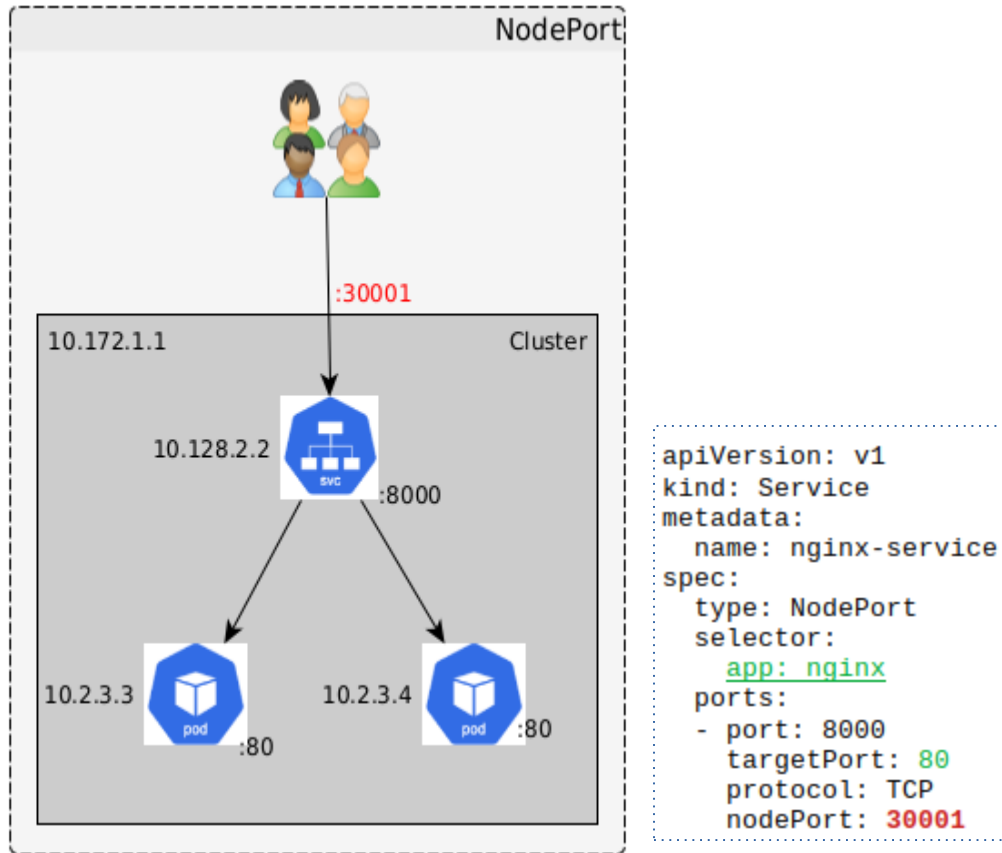 NodePort
:30001
10.172.1.1
Cluster
10.128.2.2
svc
:8000
10.2.3.3
pod
:80
10.2.3.4
pod
:80
apiVersion: v1
kind: Service
metadata:
  name: nginx-service
spec:
  type: NodePort
  selector:
    app: nginx
  ports:
  - port: 8000
    targetPort: 80
    protocol: TCP
    nodePort: 30001